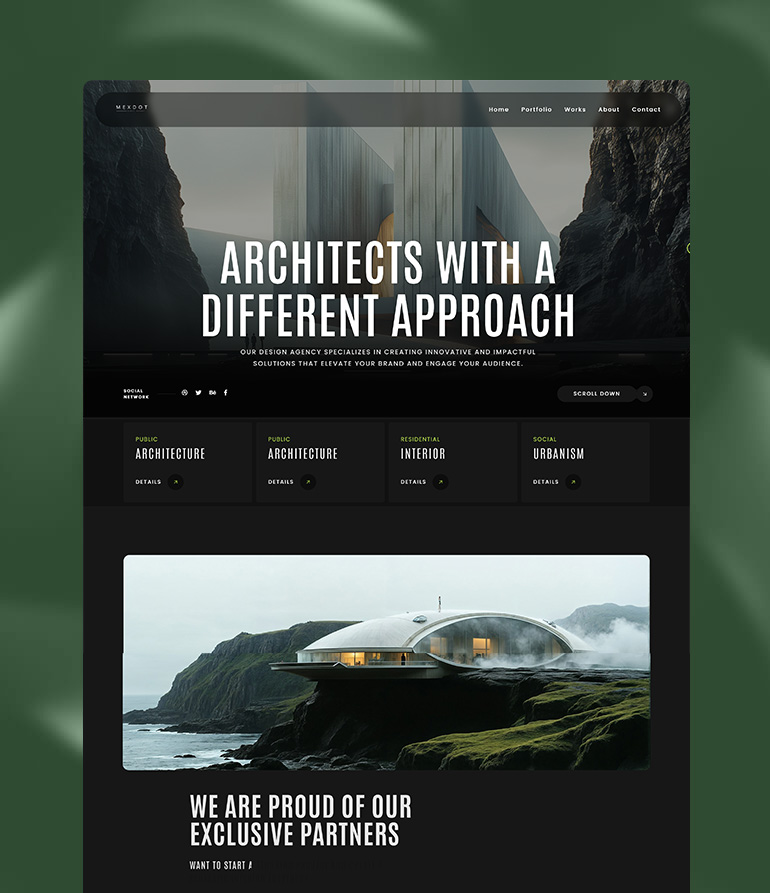 MEXDOT
Home Portfolio Works About Contact
ARCHITECTS WITH A
DIFFERENT APPROACH
OUR DESIGN AGENCY SPECIALIZES IN CREATING INNOVATIVE AND IMPACTFUL
SOLUTIONS THAT ELEVATE YOUR BRAND AND ENGAGE YOUR AUDIENCE.
SOCIAL
NETWORK
SCROLL DOWN
PUBLIC
ARCHITECTURE
DETAILS
PUBLIC
ARCHITECTURE
DETAILS
RESIDENTIAL
INTERIOR
DETAILS
SOCIAL
URBANISM
DETAILS
WE ARE PROUD OF OUR
EXCLUSIVE PARTNERS
WANT TO START A